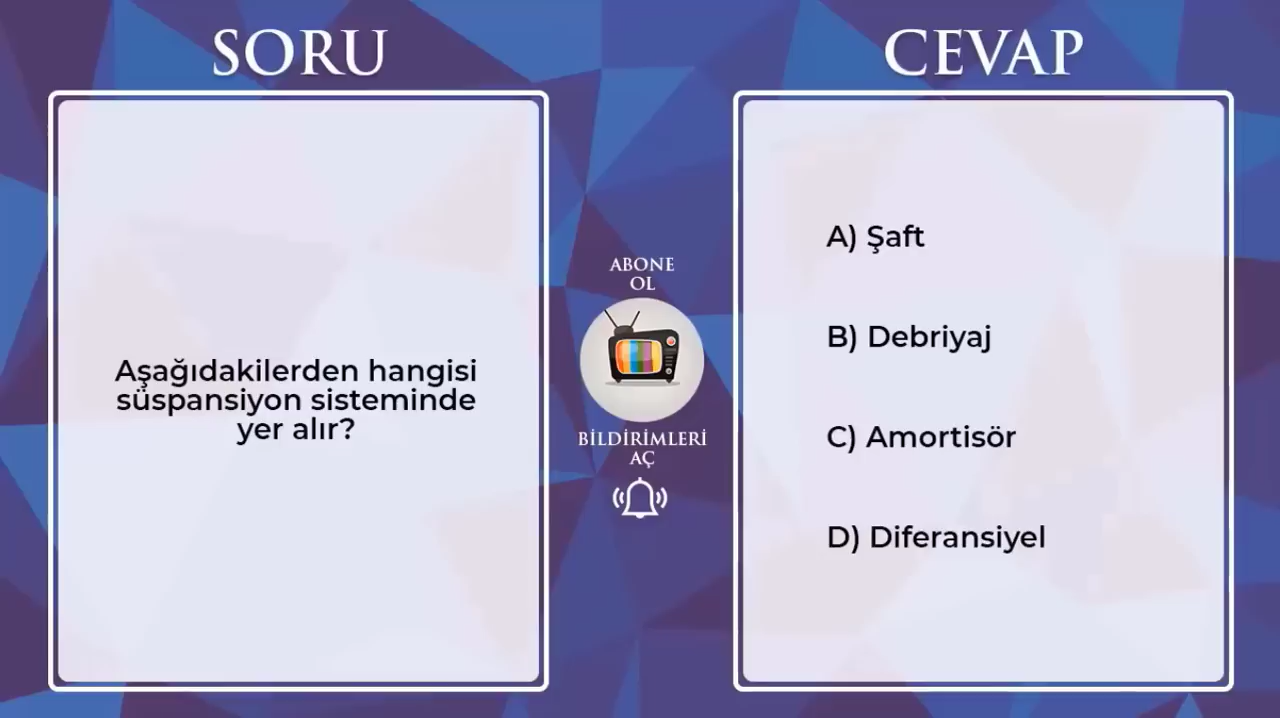 SORU
Aşağıdakilerden hangisi
süspansiyon sisteminde
yer alır?
ABONE
OL
BİLDİRİMLERİ
AÇ
CEVAP
A) Şaft
B) Debriyaj
C) Amortisör
D) Diferansiyel